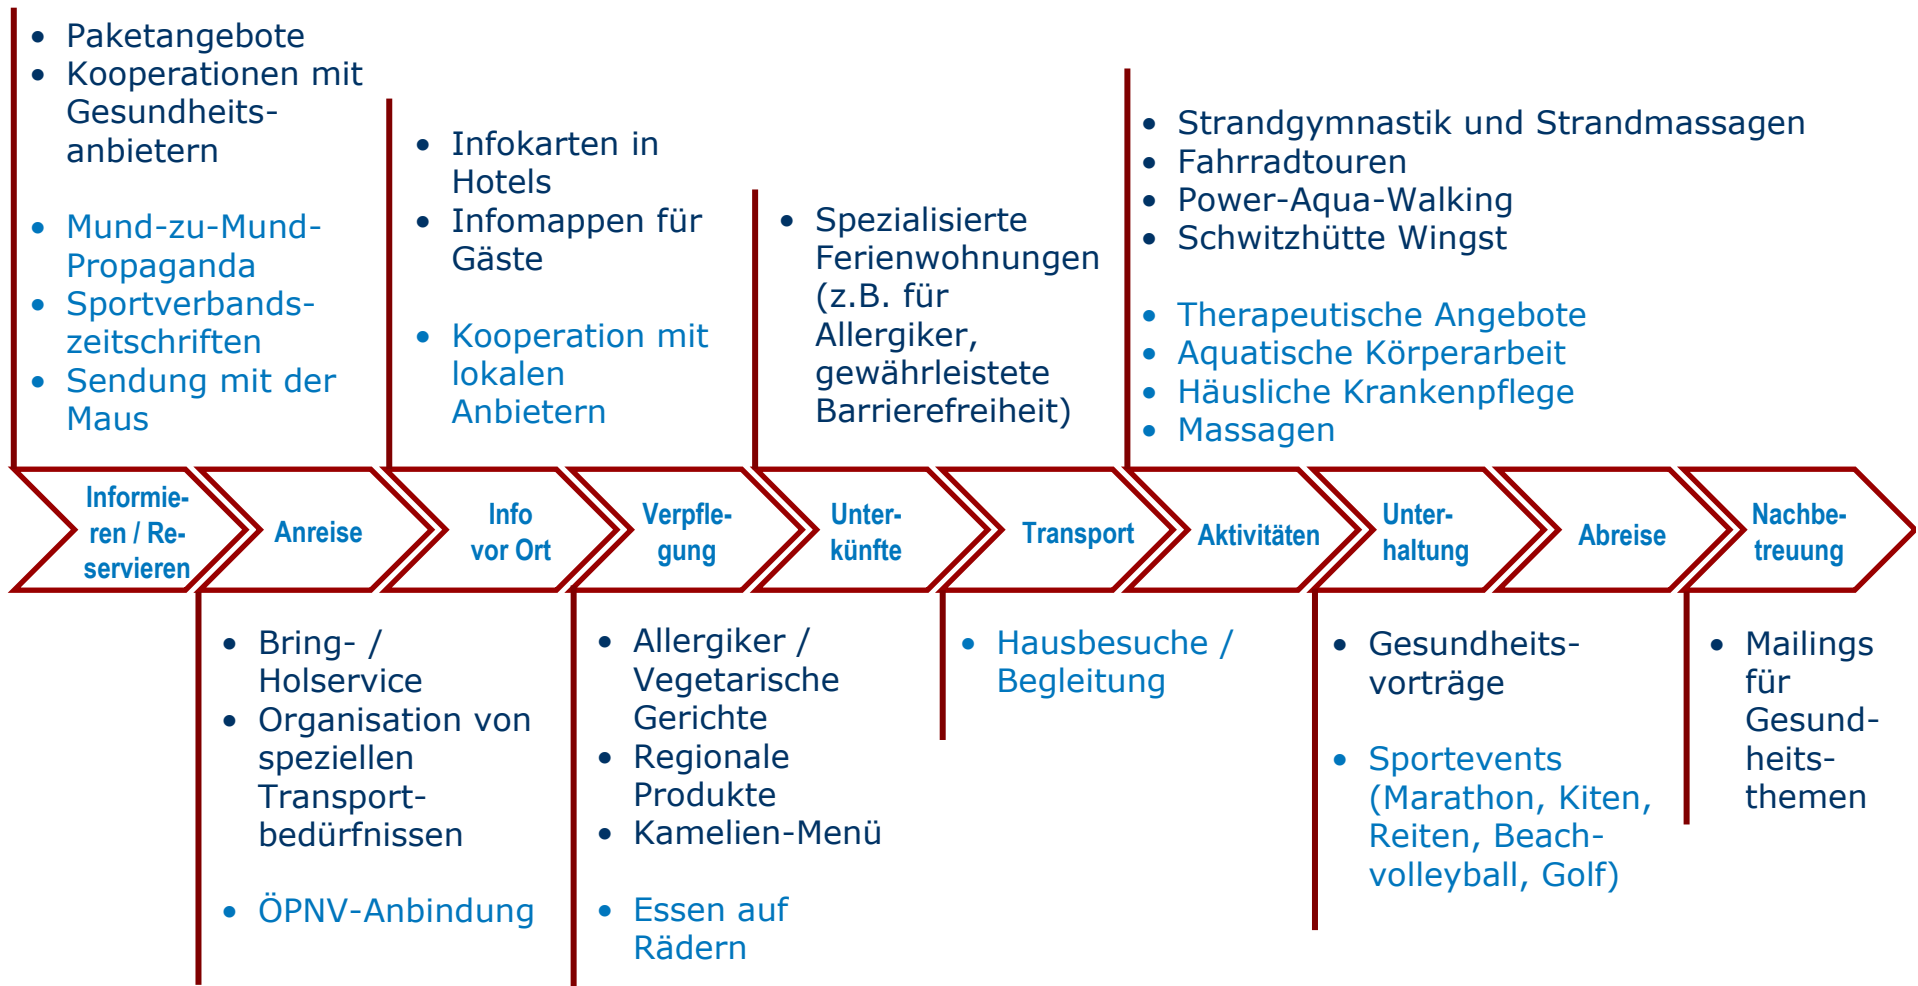 • Paketangebote
• Kooperationen mit
Gesundheits-
anbietern
• Mund-zu-Mund-
Propaganda
• Sportverbands-
zeitschriften
• Sendung mit der
Maus
• Infokarten in
Hotels
• Infomappen für
Gäste
• Kooperation mit
lokalen
Anbietern
• Spezialisierte
Ferienwohnungen
(z.B. für
Allergiker,
gewährleistete
Barrierefreiheit)
• Strandgymnastik und Strandmassagen
• Fahrradtouren
• Power-Aqua-Walking
• Schwitzhütte Wingst
• Therapeutische Angebote
• Aquatische Körperarbeit
• Häusliche Krankenpflege
• Massagen
Informie-
ren / Re-
servieren
Anreise
Info
vor Ort
Verpfle-
gung
Unter-
künfte
Transport
Aktivitäten
Unter-
haltung
Abreise
Nachbe-
treuung
• Bring- /
Holservice
• Organisation von
speziellen
Transport-
bedürfnissen
• ÖPNV-Anbindung
• Allergiker /
Vegetarische
Gerichte
• Regionale
Produkte
• Kamelien-Menü
• Essen auf
Rädern
• Hausbesuche /
Begleitung
• Gesundheits-
vorträge
• Sportevents
(Marathon, Kiten,
Reiten, Beach-
volleyball, Golf)
• Mailings
für
Gesund-
heits-
themen